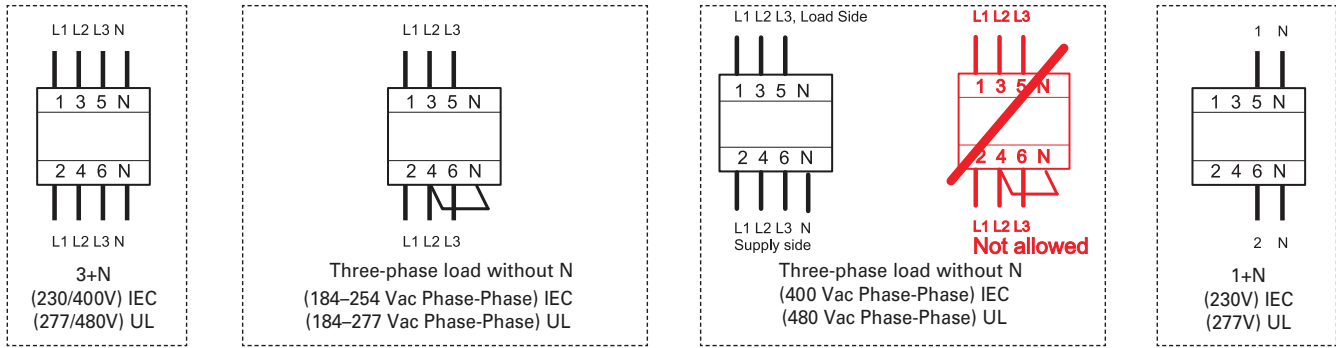 L1 L2 L3 N
1 3 5 N
2 4 6 N
L1 L2 L3 N
3+N
(230/400V) IEC
(277/480V) UL
L1 L2 L3
1 3 5 N
2 4 6 N
L1 L2 L3
Three-phase load without N
(184–254 Vac Phase-Phase) IEC
(184–277 Vac Phase-Phase) UL
L1 L2 L3, Load Side
1 3 5 N
2 4 6 N
L1 L2 L3 N
Supply side
L1 L2 L3
1 3 5 N
2 4 6 N
L1 L2 L3
Not allowed
Three-phase load without N
(400 Vac Phase-Phase) IEC
(480 Vac Phase-Phase) UL
1 N
1 3 5 N
2 4 6 N
2 N
1+N
(230V) IEC
(277V) UL